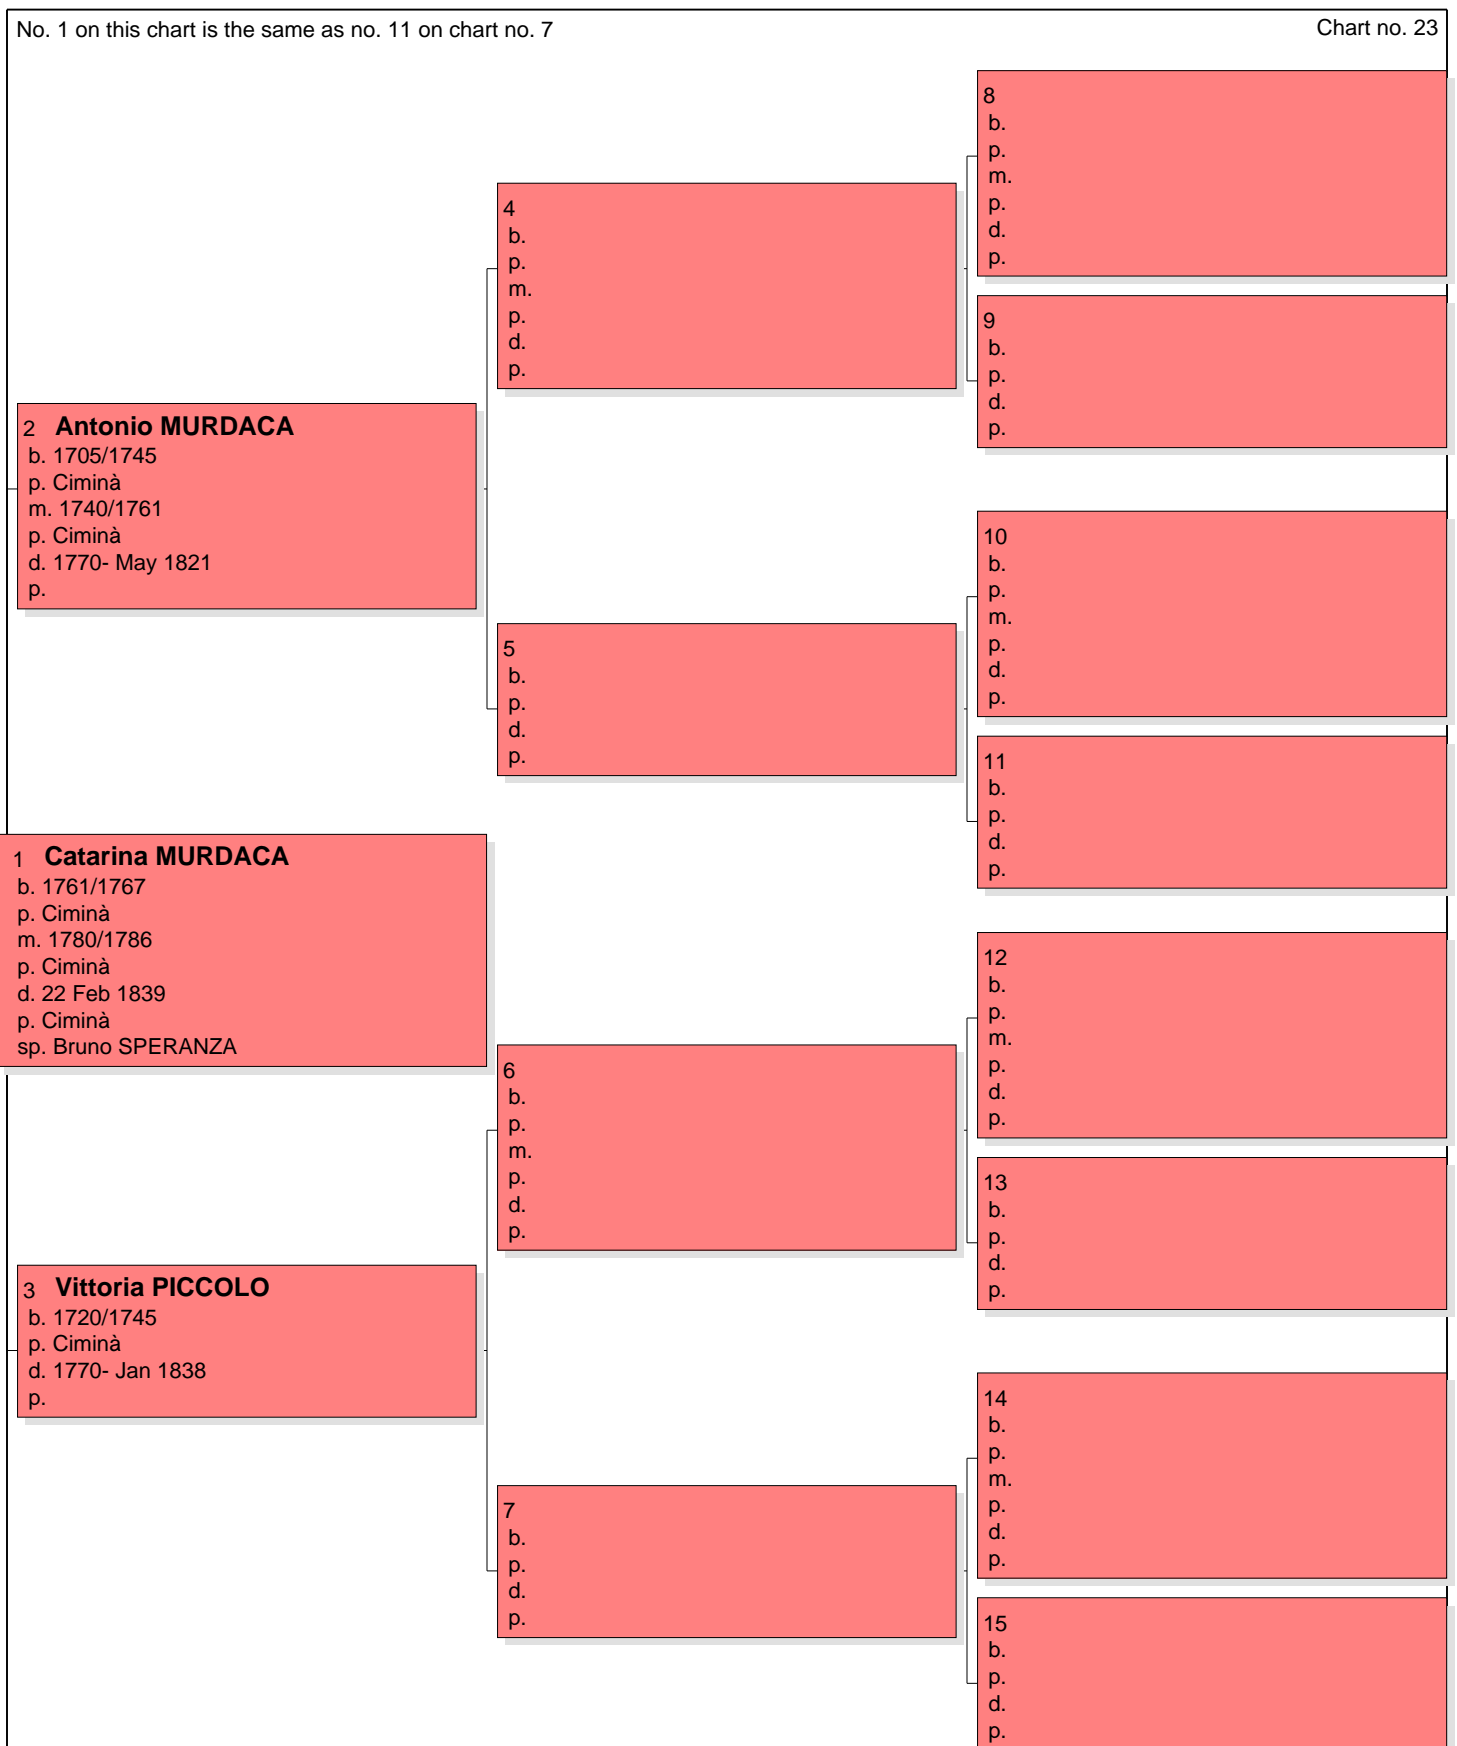 No. 1 on this chart is the same as no. 11 on chart no. 7
Chart no. 23
8
b.
p.
m.
p.
d.
p.
4
b.
p.
m.
p.
d.
p.
9
b.
p.
d.
p.
2 Antonio MURDACA
b. 1705/1745
p. Ciminà
m. 1740/1761
p. Ciminà
d. 1770- May 1821
p.
10
b.
p.
m.
p.
d.
p.
5
b.
p.
d.
p.
11
b.
p.
d.
p.
1 Catarina MURDACA
b. 1761/1767
p. Ciminà
m. 1780/1786
p. Ciminà
d. 22 Feb 1839
p. Ciminà
sp. Bruno SPERANZA
12
b.
p.
m.
p.
d.
p.
6
b.
p.
m.
p.
d.
p.
13
b.
p.
d.
p.
3 Vittoria PICCOLO
b. 1720/1745
p. Ciminà
d. 1770- Jan 1838
p.
14
b.
p.
m.
p.
d.
p.
7
b.
p.
d.
p.
15
b.
p.
d.
p.